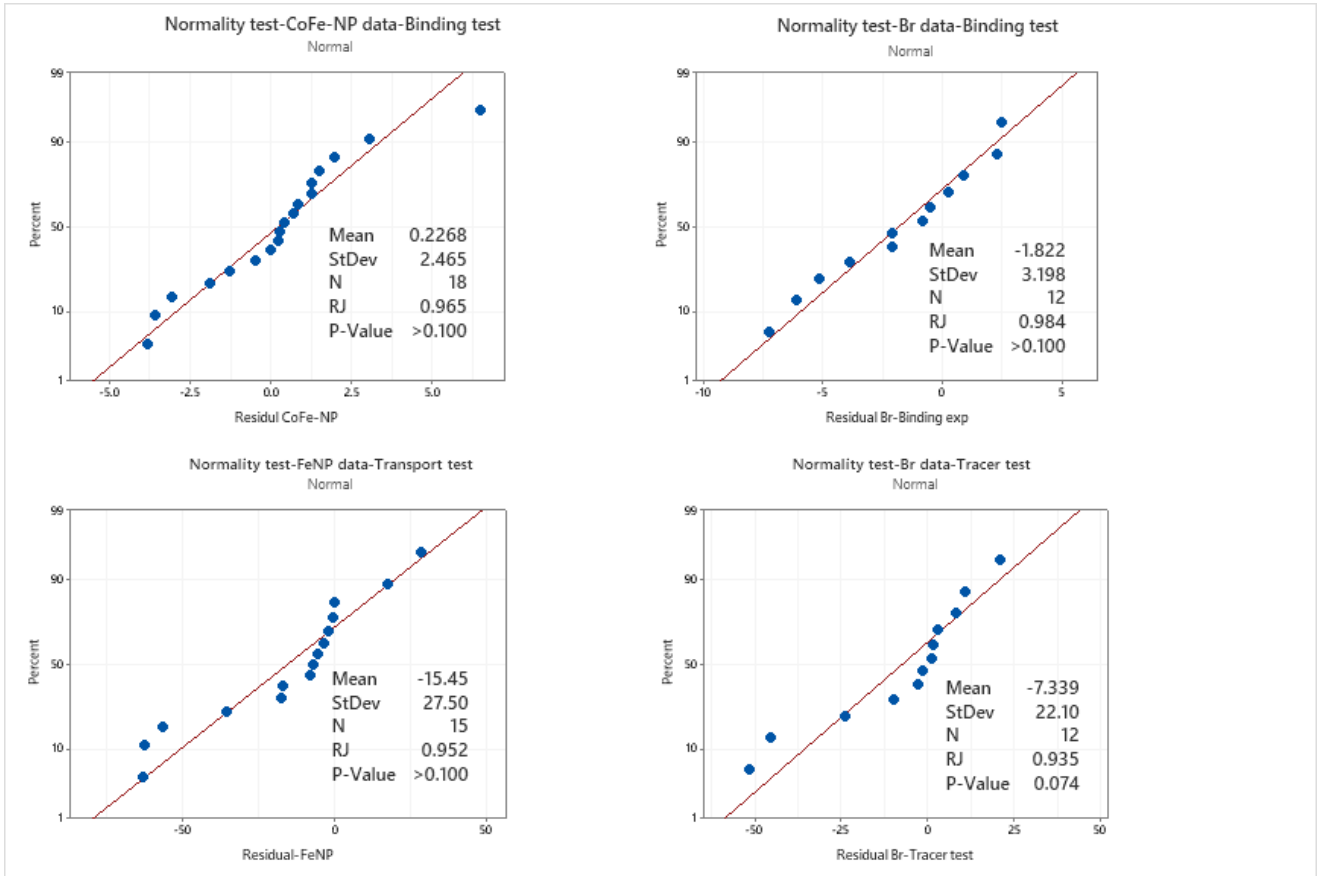 Normality test-CoFe-NP data-Binding test
Normal
99
90
50
10
1
Percent
Mean 0.2268
StDev 2.465
N 18
RJ 0.965
P-Value >0.100
-5.0 -2.5 0.0 2.5 5.0
Residul CoFe-NP
Normality test-Br data-Binding test
Normal
99
90
50
10
1
Percent
Mean -1.822
StDev 3.198
N 12
RJ 0.984
P-Value >0.100
-10 -5 0 5
Residual Br-Binding exp
Normality test-FeNP data-Transport test
Normal
99
90
50
10
1
Percent
Mean -15.45
StDev 27.50
N 15
RJ 0.952
P-Value >0.100
-50 0 50
Residual-FeNP
Normality test-Br data-Tracer test
Normal
99
90
50
10
1
Percent
Mean -7.339
StDev 22.10
N 12
RJ 0.935
P-Value 0.074
-50 -25 0 25 50
Residual Br-Tracer test